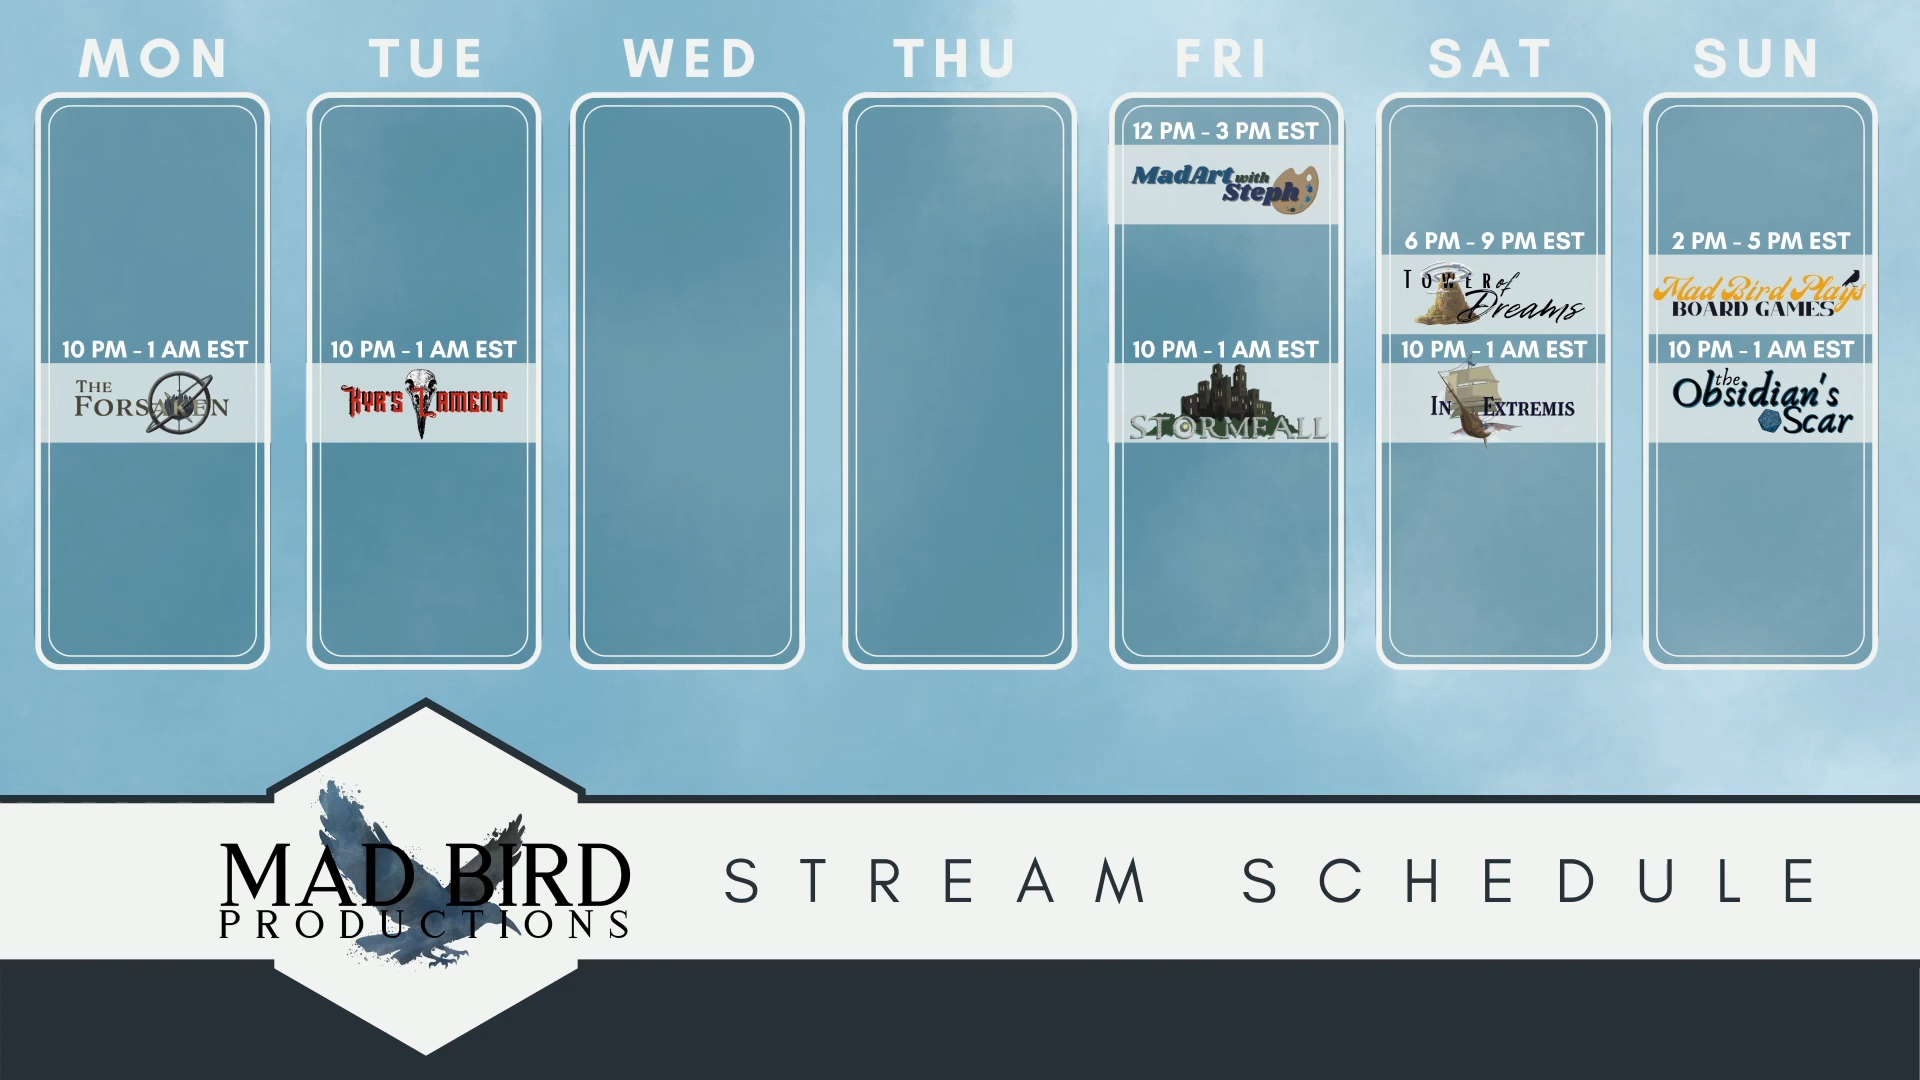 MON
10 PM - 1 AM EST
THE
FORSAKEN
TUE
10 PM - 1 AM EST
KYR'S LAMENT
WED
THU
FRI
12 PM - 3 PM EST
MadArt with
Steph
10 PM - 1 AM EST
STORMFALL
SAT
6 PM - 9 PM EST
TOWER of
Dreams
10 PM - 1 AM EST
IN EXTREMIS
SUN
2 PM - 5 PM EST
Mad Bird Plays
BOARD GAMES
10 PM - 1 AM EST
the
Obsidian's
Scar
MAD BIRD
PRODUCTIONS
STREAM SCHEDULE